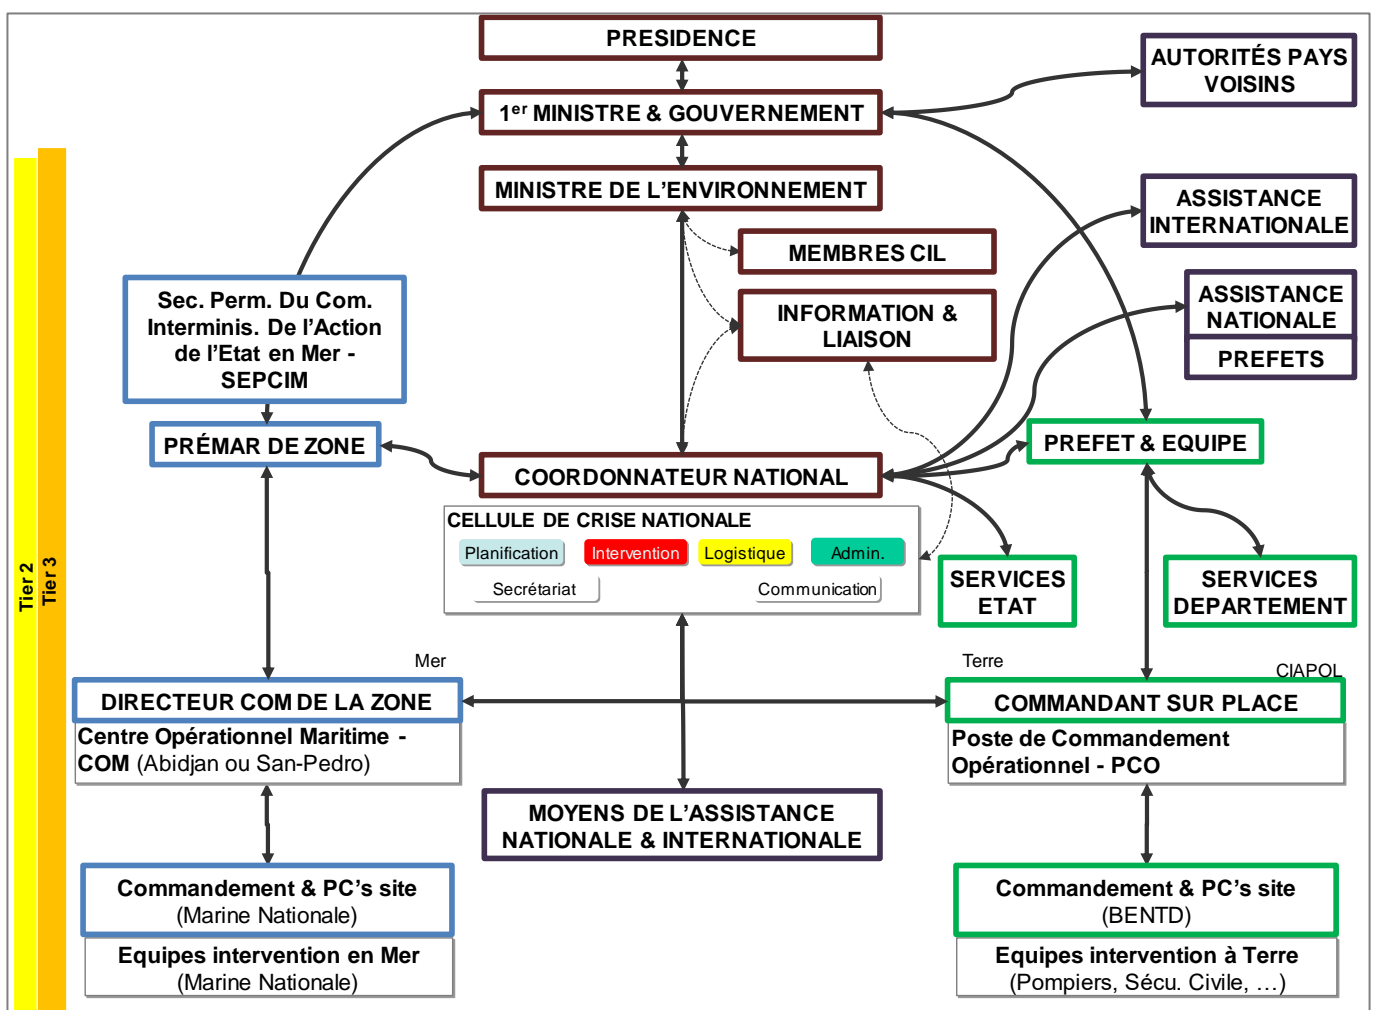 PRESIDENCE
AUTORITÉS PAYS
VOISINS
1er MINISTRE & GOUVERNEMENT
MINISTRE DE L’ENVIRONNEMENT
ASSISTANCE
INTERNATIONALE
MEMBRES CIL
Sec. Perm. Du Com.
Interminis. De l’Action
de l’Etat en Mer -
SEPCIM
INFORMATION &
LIAISON
ASSISTANCE
NATIONALE
PREFETS
PRÉMAR DE ZONE
PREFET & EQUIPE
COORDONNATEUR NATIONAL
CELLULE DE CRISE NATIONALE
Planification
Intervention
Logistique
Admin.
Secrétariat
Communication
SERVICES
ETAT
SERVICES
DEPARTEMENT
Tier 2
Tier 3
Mer
Terre
CIAPOL
DIRECTEUR COM DE LA ZONE
Centre Opérationnel Maritime -
COM (Abidjan ou San-Pedro)
COMMANDANT SUR PLACE
Poste de Commandement
Opérationnel - PCO
MOYENS DE L’ASSISTANCE
NATIONALE & INTERNATIONALE
Commandement & PC’s site
(Marine Nationale)
Equipes intervention en Mer
(Marine Nationale)
Commandement & PC’s site
(BENTD)
Equipes intervention à Terre
(Pompiers, Sécu. Civile, …)